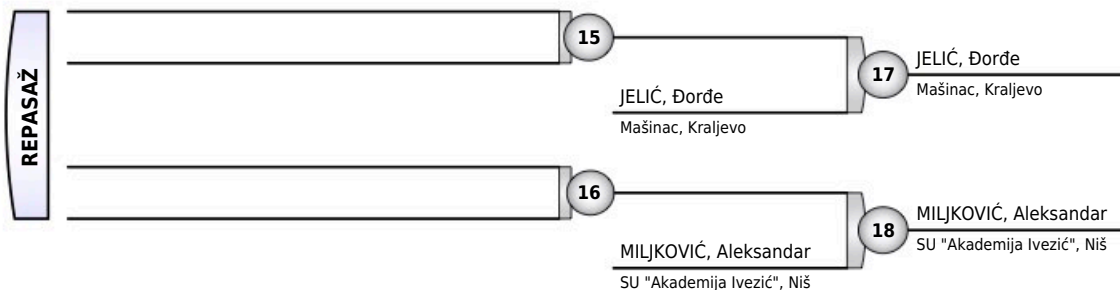 REPASAŽ
15
JELIĆ, Đorđe
Mašinac, Kraljevo
17
JELIĆ, Đorđe
Mašinac, Kraljevo
16
MILJKOVIĆ, Aleksandar
SU "Akademija Ivezić", Niš
18
MILJKOVIĆ, Aleksandar
SU "Akademija Ivezić", Niš